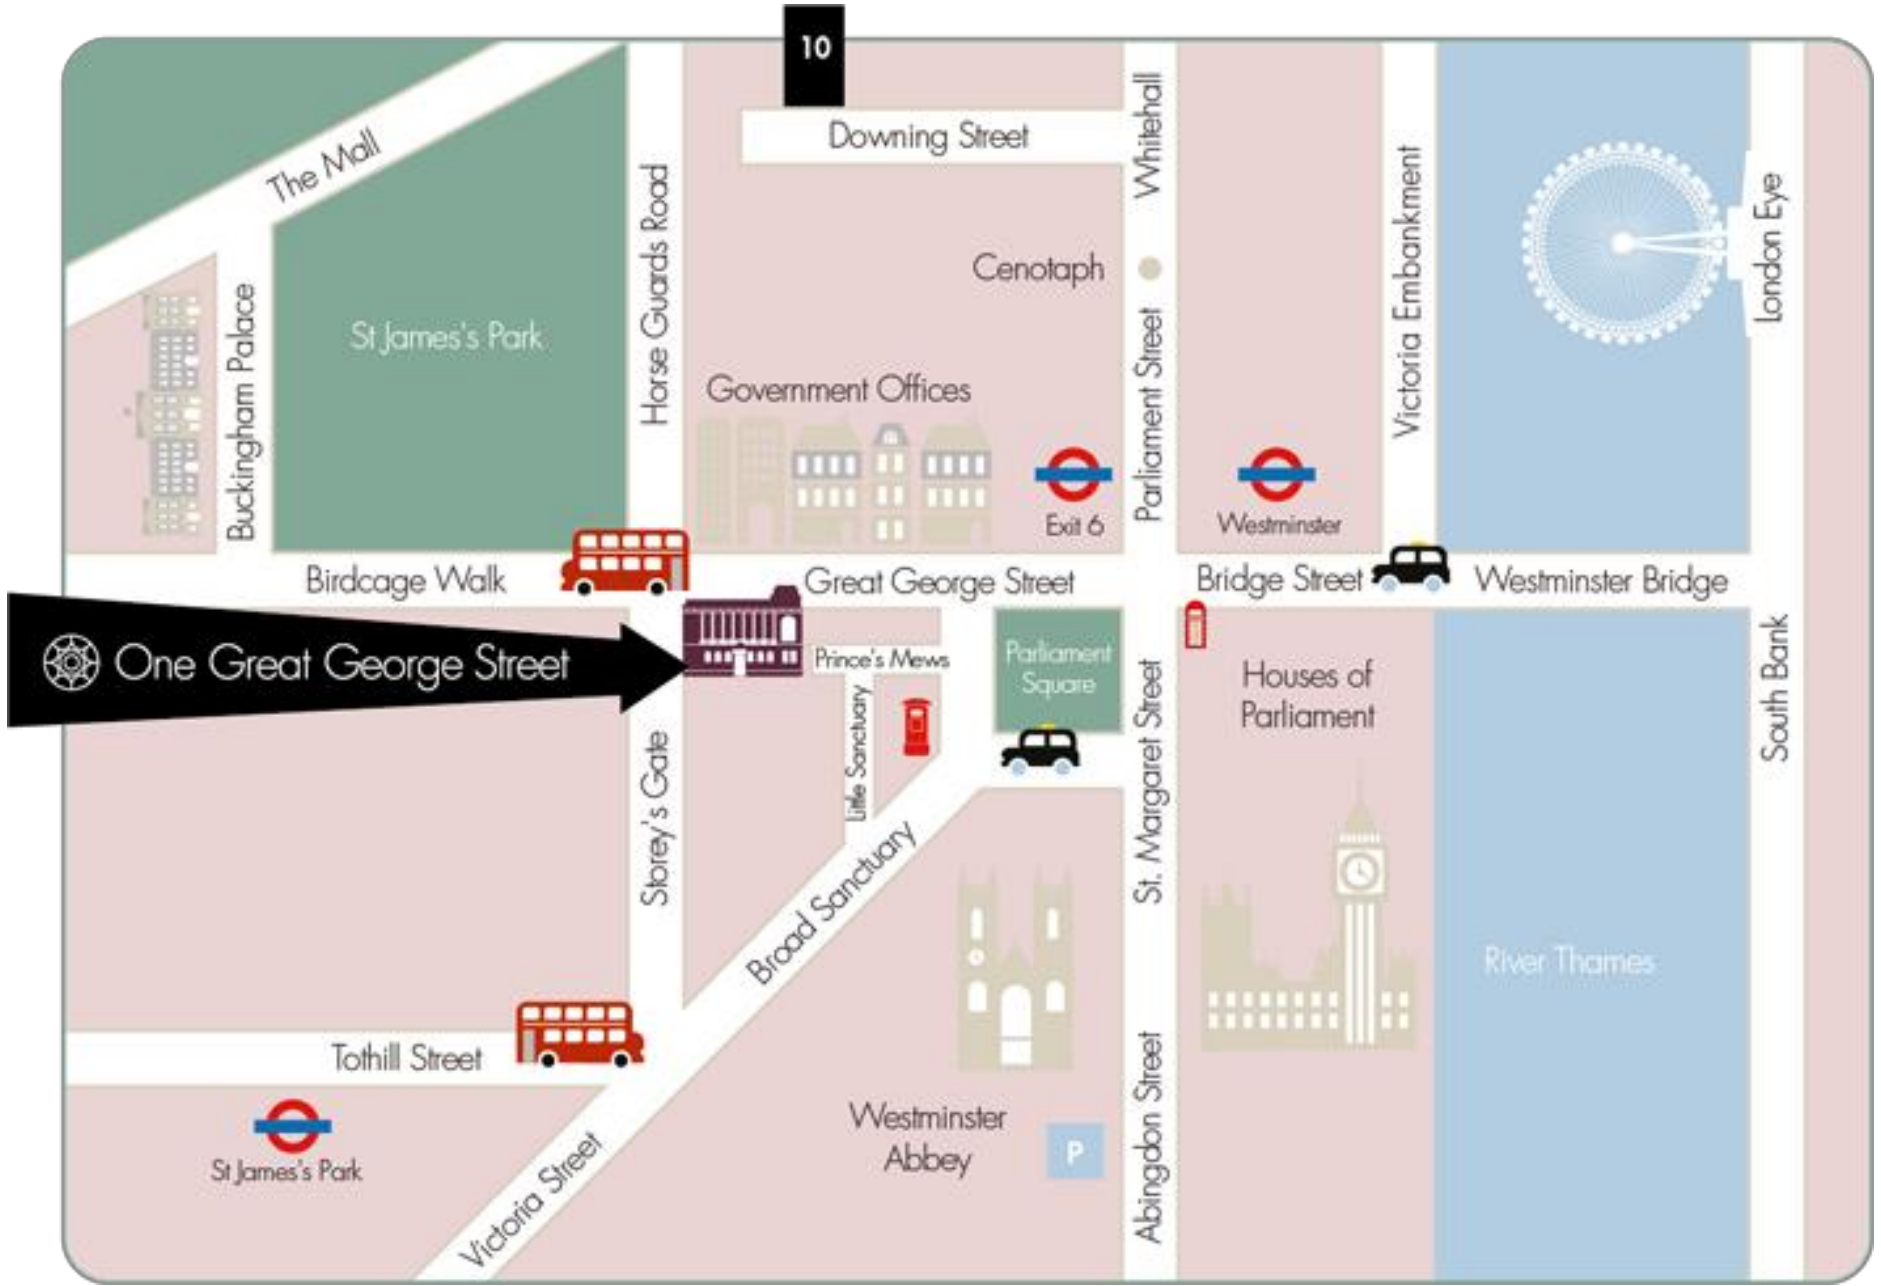 10
Downing Street
Whitehall
The Mall
Horse Guards Road
Victoria Embankment
London Eye
Cenotaph
St James's Park
Buckingham Palace
Government Offices
Parliament Street
Exit 6
Westminster
Birdcage Walk
Great George Street
Bridge Street
Westminster Bridge
One Great George Street
Prince's Mews
Parliament
Square
Houses of
Parliament
South Bank
Little Sanctuary
Storey's Gate
St. Margaret Street
Broad Sanctuary
River Thames
Tothill Street
St James's Park
Westminster
Abbey
P
Abingdon Street
Victoria Street